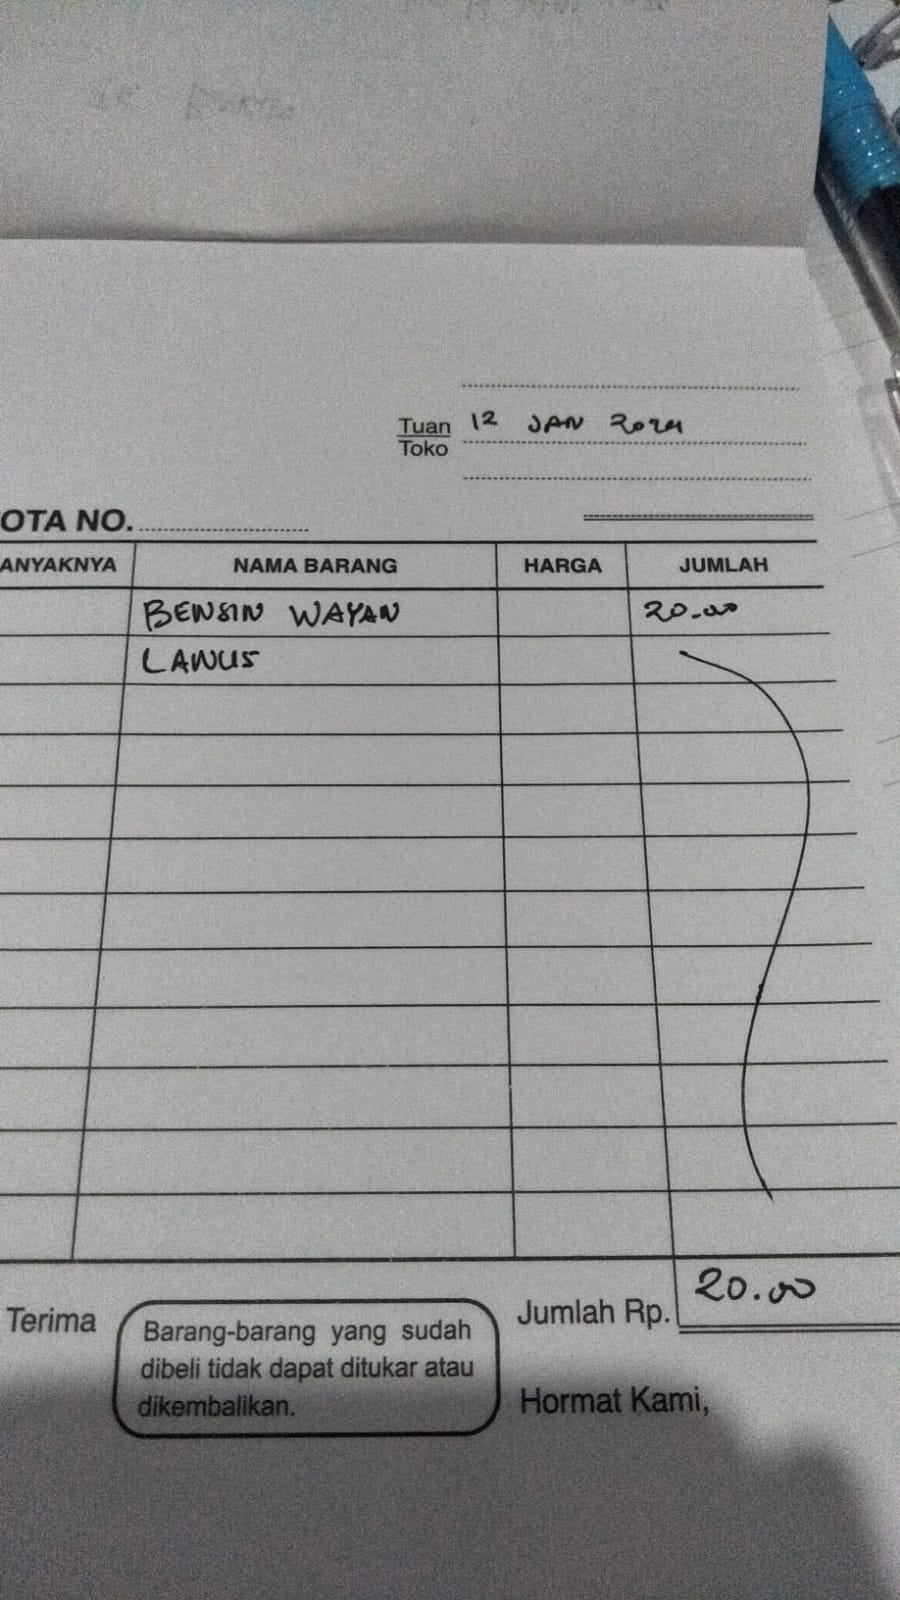 12 JAN 2024
Tuan
Toko
OTA NO.
ANYAKNYA NAMA BARANG HARGA JUMLAH
BENSIN WAYAN 20.00
LAWUS
Jumlah Rp. 20.00
Terima
Barang-barang yang sudah
dibeli tidak dapat ditukar atau
dikembalikan.
Hormat Kami,